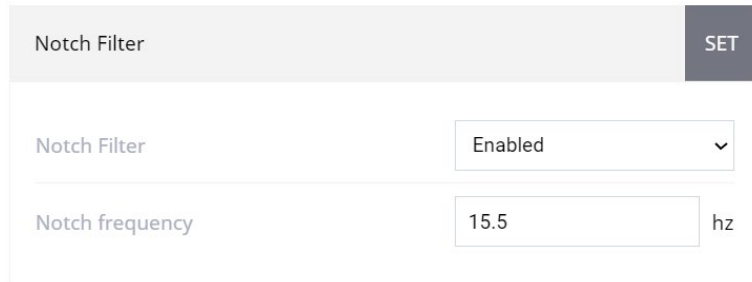 Notch Filter SET
Notch Filter Enabled
Notch frequency 15.5 hz